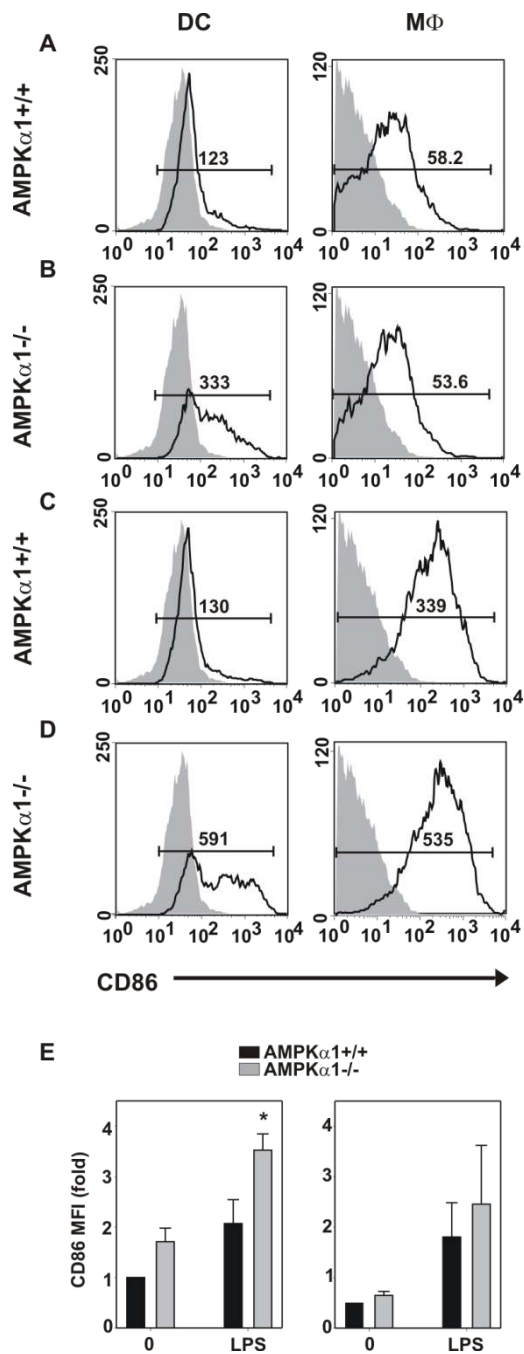 DC MΦ
A
AMPKα1+/+
250
0
123
10⁰ 10¹ 10² 10³ 10⁴
120
0
58.2
10⁰ 10¹ 10² 10³ 10⁴
B
AMPKα1-/-
250
0
333
10⁰ 10¹ 10² 10³ 10⁴
120
0
53.6
10⁰ 10¹ 10² 10³ 10⁴
C
AMPKα1+/+
250
0
130
10⁰ 10¹ 10² 10³ 10⁴
120
0
339
10⁰ 10¹ 10² 10³ 10⁴
D
AMPKα1-/-
250
0
591
10⁰ 10¹ 10² 10³ 10⁴
120
0
535
10⁰ 10¹ 10² 10³ 10⁴
CD86
E
AMPKα1+/+
AMPKα1-/-
CD86 MFI (fold)
4
3
2
1
0
*
0 LPS
4
3
2
1
0
0 LPS